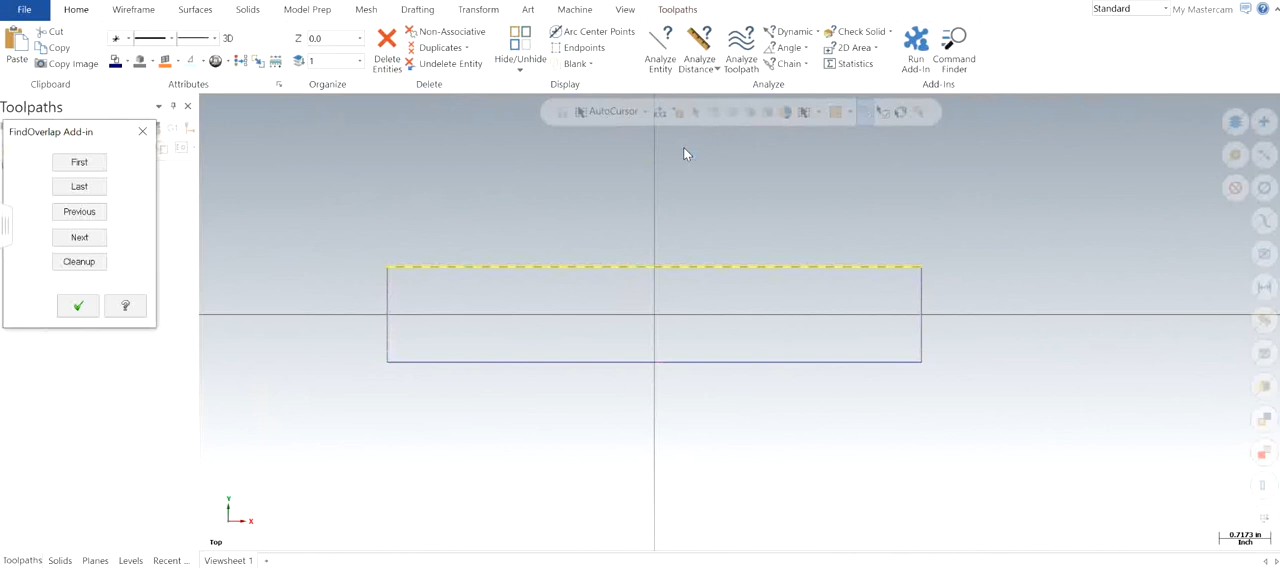 File Home Wireframe Surfaces Solids Model Prep Mesh Drafting Transform Art Machine View Toolpaths Standard My Mastercam
Paste Cut Copy Copy Image
3D Z 0.0
1
Delete Entities Non-Associative Duplicates Undelete Entity
Hide/Unhide Arc Center Points Endpoints Blank
Analyze Entity Analyze Distance Analyze Toolpath Dynamic Angle Chain Check Solid 2D Area Statistics
Run Add-In Command Finder
Clipboard Attributes Organize Delete Display Analyze Add-Ins
Toolpaths
AutoCursor
FindOverlap Add-in
First
Last
Previous
Next
Cleanup
Y
X
Top
0.7173 in
Inch
Toolpaths Solids Planes Levels Recent ... Viewsheet 1 +